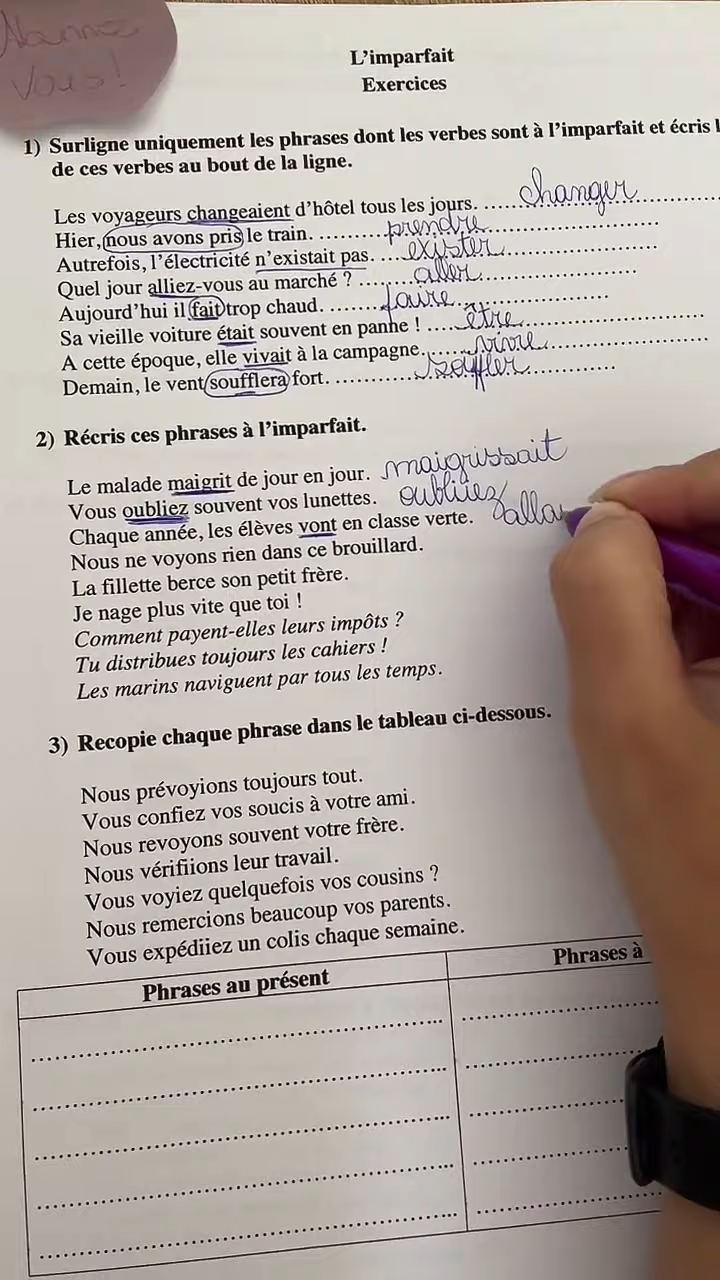 Nannez
Vous!
L’imparfait
Exercices
1) Surligne uniquement les phrases dont les verbes sont à l’imparfait et écris
de ces verbes au bout de la ligne.
Les voyageurs changeaient d’hôtel tous les jours. ..... changer
Hier, nous avons pris le train. ......... prendre
Autrefois, l’électricité n’existait pas. .... exister
Quel jour alliez-vous au marché ? ....... aller
Aujourd’hui il fait trop chaud. ........ faire
Sa vieille voiture était souvent en panne ! .... être
A cette époque, elle vivait à la campagne. .... vivre
Demain, le vent soufflera fort. .............. souffler
2) Récris ces phrases à l’imparfait.
Le malade maigrit de jour en jour. maigrissait
Vous oubliez souvent vos lunettes. oubliiez
Chaque année, les élèves vont en classe verte. alla
Nous ne voyons rien dans ce brouillard.
La fillette berce son petit frère.
Je nage plus vite que toi !
Comment payent-elles leurs impôts ?
Tu distribues toujours les cahiers !
Les marins naviguent par tous les temps.
3) Recopie chaque phrase dans le tableau ci-dessous.
Nous prévoyions toujours tout.
Vous confiez vos soucis à votre ami.
Nous revoyons souvent votre frère.
Nous vérifiions leur travail.
Vous voyiez quelquefois vos cousins ?
Nous remercions beaucoup vos parents.
Vous expédiiez un colis chaque semaine.
Phrases au présent Phrases à